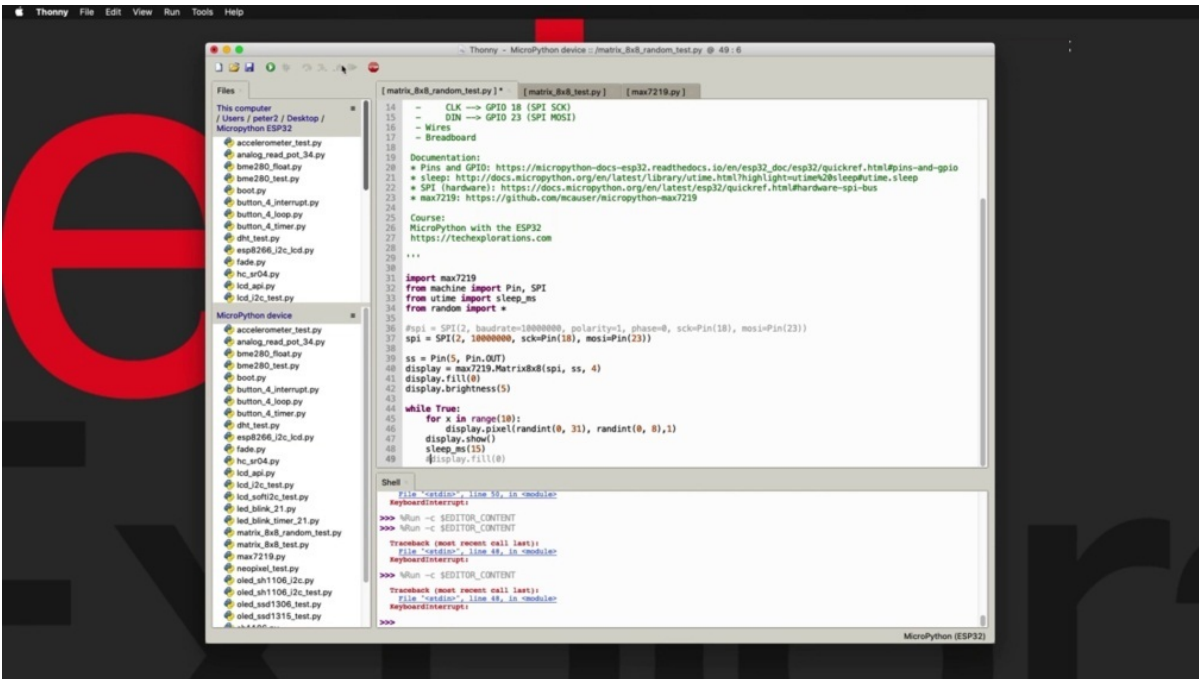 Thonny File Edit View Run Tools Help
Thonny - MicroPython device :: /matrix_8x8_random_test.py @ 49 : 6
Files
This computer
/ Users / peter2 / Desktop /
Micropython ESP32
accelerometer_test.py
analog_read_pot_34.py
bme280_float.py
bme280_test.py
boot.py
button_4_interrupt.py
button_4_loop.py
button_4_timer.py
dht_test.py
esp8266_i2c_lcd.py
fade.py
hc_sr04.py
lcd_api.py
lcd_i2c_test.py
MicroPython device
accelerometer_test.py
analog_read_pot_34.py
bme280_float.py
bme280_test.py
boot.py
button_4_interrupt.py
button_4_loop.py
button_4_timer.py
dht_test.py
esp8266_i2c_lcd.py
fade.py
hc_sr04.py
lcd_api.py
lcd_i2c_test.py
lcd_softi2c_test.py
led_blink_21.py
led_blink_timer_21.py
matrix_8x8_random_test.py
matrix_8x8_test.py
max7219.py
neopixel_test.py
oled_sh1106_i2c.py
oled_sh1106_i2c_test.py
oled_ssd1306_test.py
oled_ssd1315_test.py
[ matrix_8x8_random_test.py ] * [ matrix_8x8_test.py ] [ max7219.py ]
14 - CLK --> GPIO 18 (SPI SCK)
15 - DIN --> GPIO 23 (SPI MOSI)
16 - Wires
17 - Breadboard
18
19 Documentation:
20 * Pins and GPIO: https://micropython-docs-esp32.readthedocs.io/en/esp32_doc/esp32/quickref.html#pins-and-gpio
21 * sleep: http://docs.micropython.org/en/latest/library/utime.html?highlight=utime%20sleep#utime.sleep
22 * SPI (hardware): https://docs.micropython.org/en/latest/esp32/quickref.html#hardware-spi-bus
23 * max7219: https://github.com/mcauser/micropython-max7219
24
25 Course:
26 MicroPython with the ESP32
27 https://techexplorations.com
28
29 '''
30
31 import max7219
32 from machine import Pin, SPI
33 from utime import sleep_ms
34 from random import *
35
36 #spi = SPI(2, baudrate=10000000, polarity=1, phase=0, sck=Pin(18), mosi=Pin(23))
37 spi = SPI(2, 10000000, sck=Pin(18), mosi=Pin(23))
38
39 ss = Pin(5, Pin.OUT)
40 display = max7219.Matrix8x8(spi, ss, 4)
41 display.fill(0)
42 display.brightness(5)
43
44 while True:
45 for x in range(10):
46 display.pixel(randint(0, 31), randint(0, 8),1)
47 display.show()
48 sleep_ms(15)
49 #display.fill(0)
Shell
File "<stdin>", line 50, in <module>
KeyboardInterrupt:
>>> %Run -c $EDITOR_CONTENT
>>> %Run -c $EDITOR_CONTENT
Traceback (most recent call last):
File "<stdin>", line 48, in <module>
KeyboardInterrupt:
>>> %Run -c $EDITOR_CONTENT
Traceback (most recent call last):
File "<stdin>", line 48, in <module>
KeyboardInterrupt:
>>>
MicroPython (ESP32)